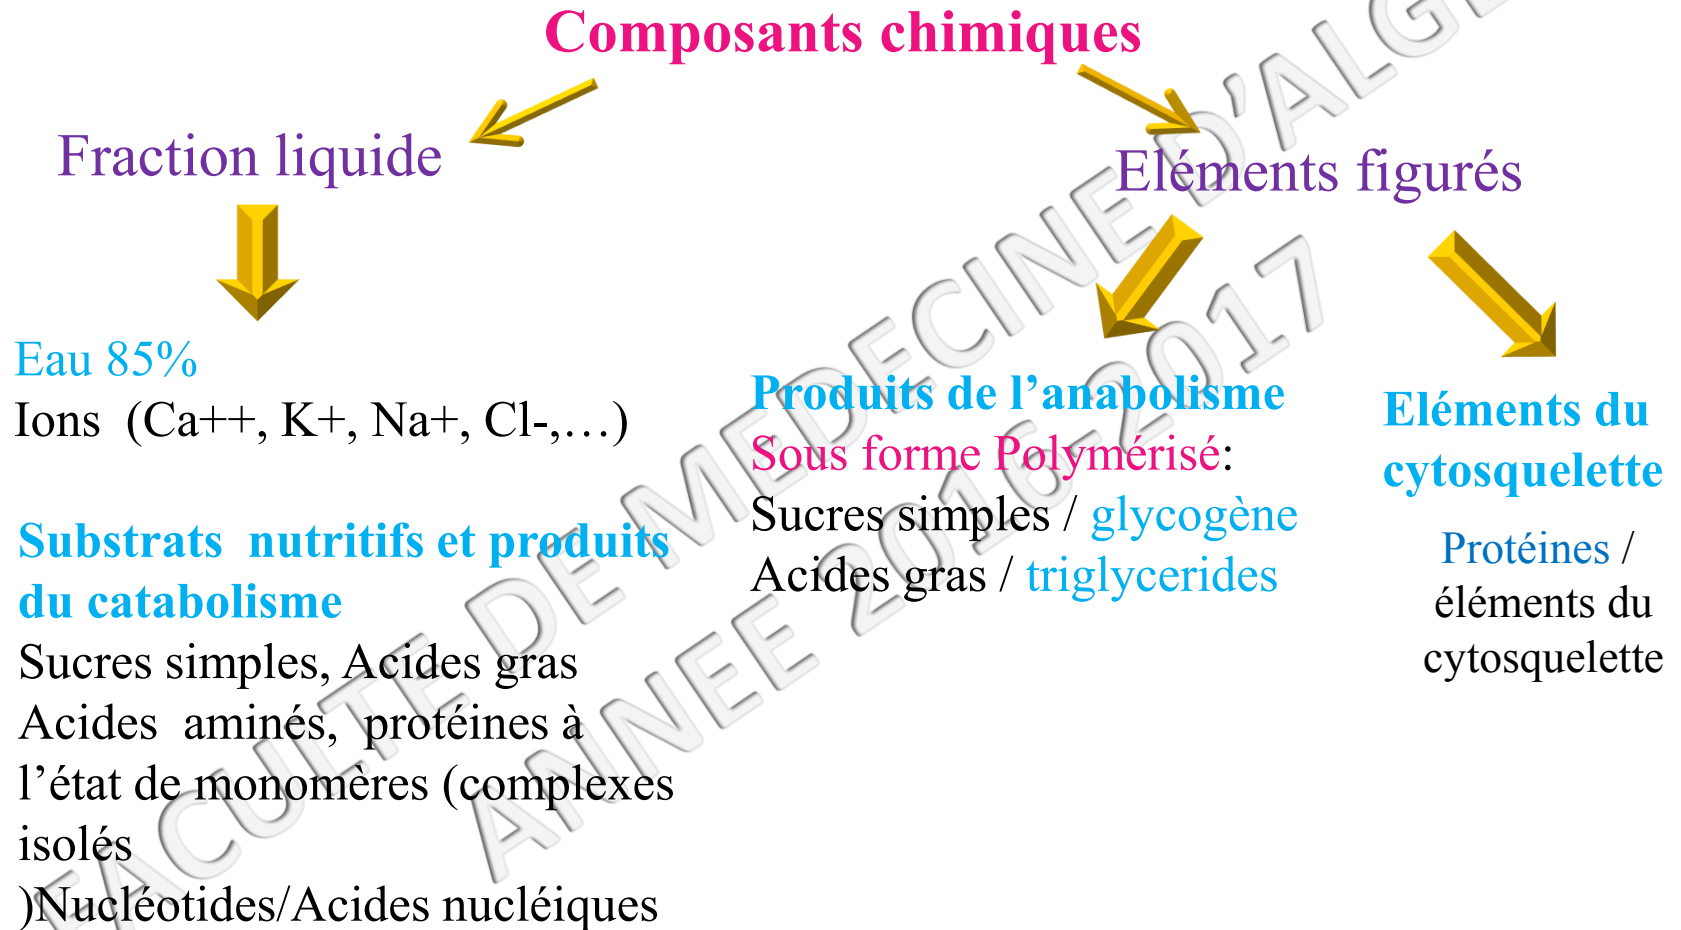 Composants chimiques
Fraction liquide
Eléments figurés
Eau 85%
Ions (Ca++, K+, Na+, Cl-,…)
Substrats nutritifs et produits
du catabolisme
Sucres simples, Acides gras
Acides aminés, protéines à
l’état de monomères (complexes
isolés
)Nucléotides/Acides nucléiques
Produits de l’anabolisme
Sous forme Polymérisé:
Sucres simples / glycogène
Acides gras / triglycerides
Eléments du
cytosquelette
Protéines /
éléments du
cytosquelette
FACULTE DE MEDECINE
ANNEE 2016-2017